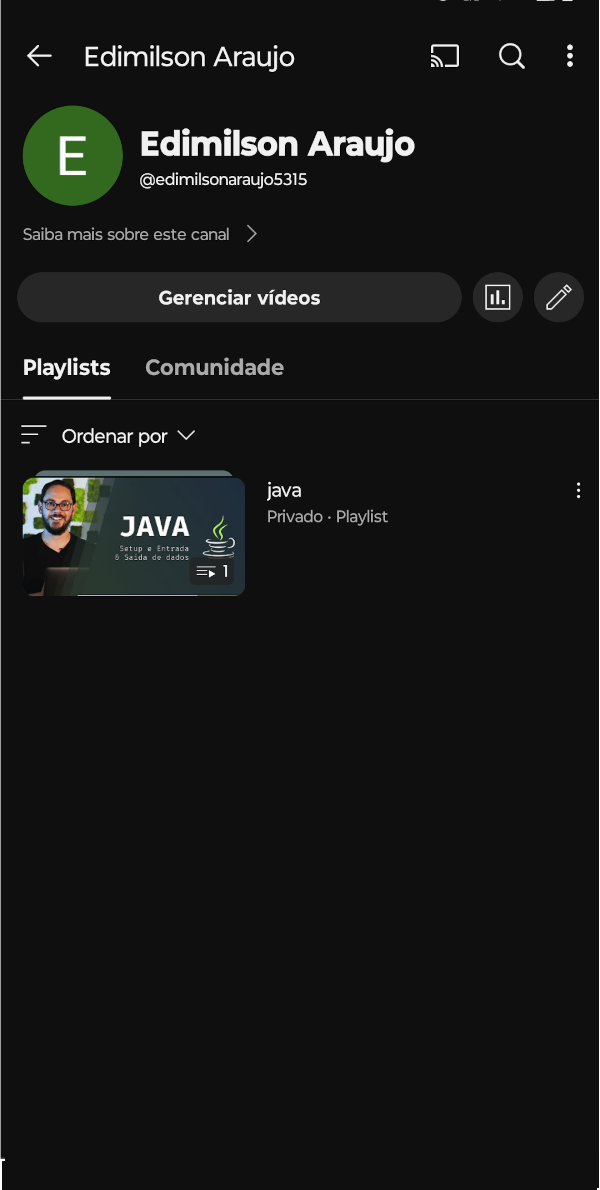 Edimilson Araujo
E
Edimilson Araujo
@edimilsonaraujo5315
Saiba mais sobre este canal
Gerenciar vídeos
Playlists
Comunidade
Ordenar por
JAVA
Setup e Entrada
& Saída de dados
1
java
Privado · Playlist